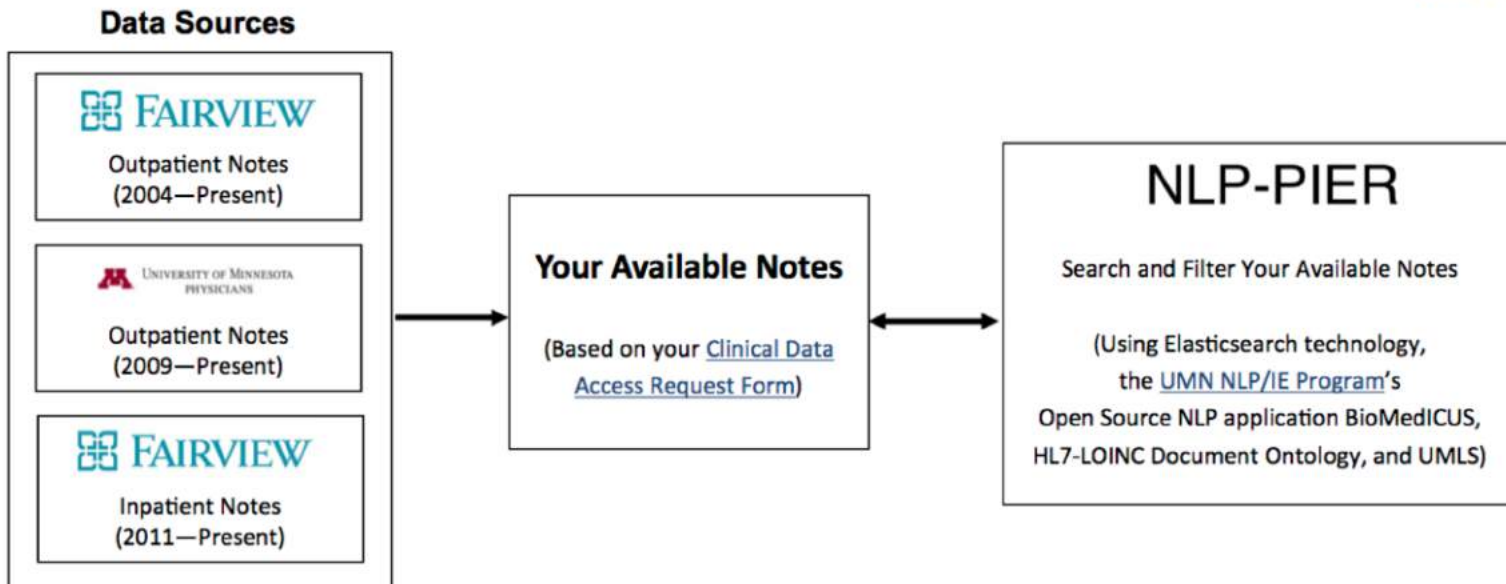 Data Sources
FAIRVIEW
Outpatient Notes
(2004—Present)
UNIVERSITY OF MINNESOTA
PHYSICIANS
Outpatient Notes
(2009—Present)
FAIRVIEW
Inpatient Notes
(2011—Present)
Your Available Notes
(Based on your Clinical Data
Access Request Form)
NLP-PIER
Search and Filter Your Available Notes
(Using Elasticsearch technology,
the UMN NLP/IE Program's
Open Source NLP application BioMedICUS,
HL7-LOINC Document Ontology, and UMLS)